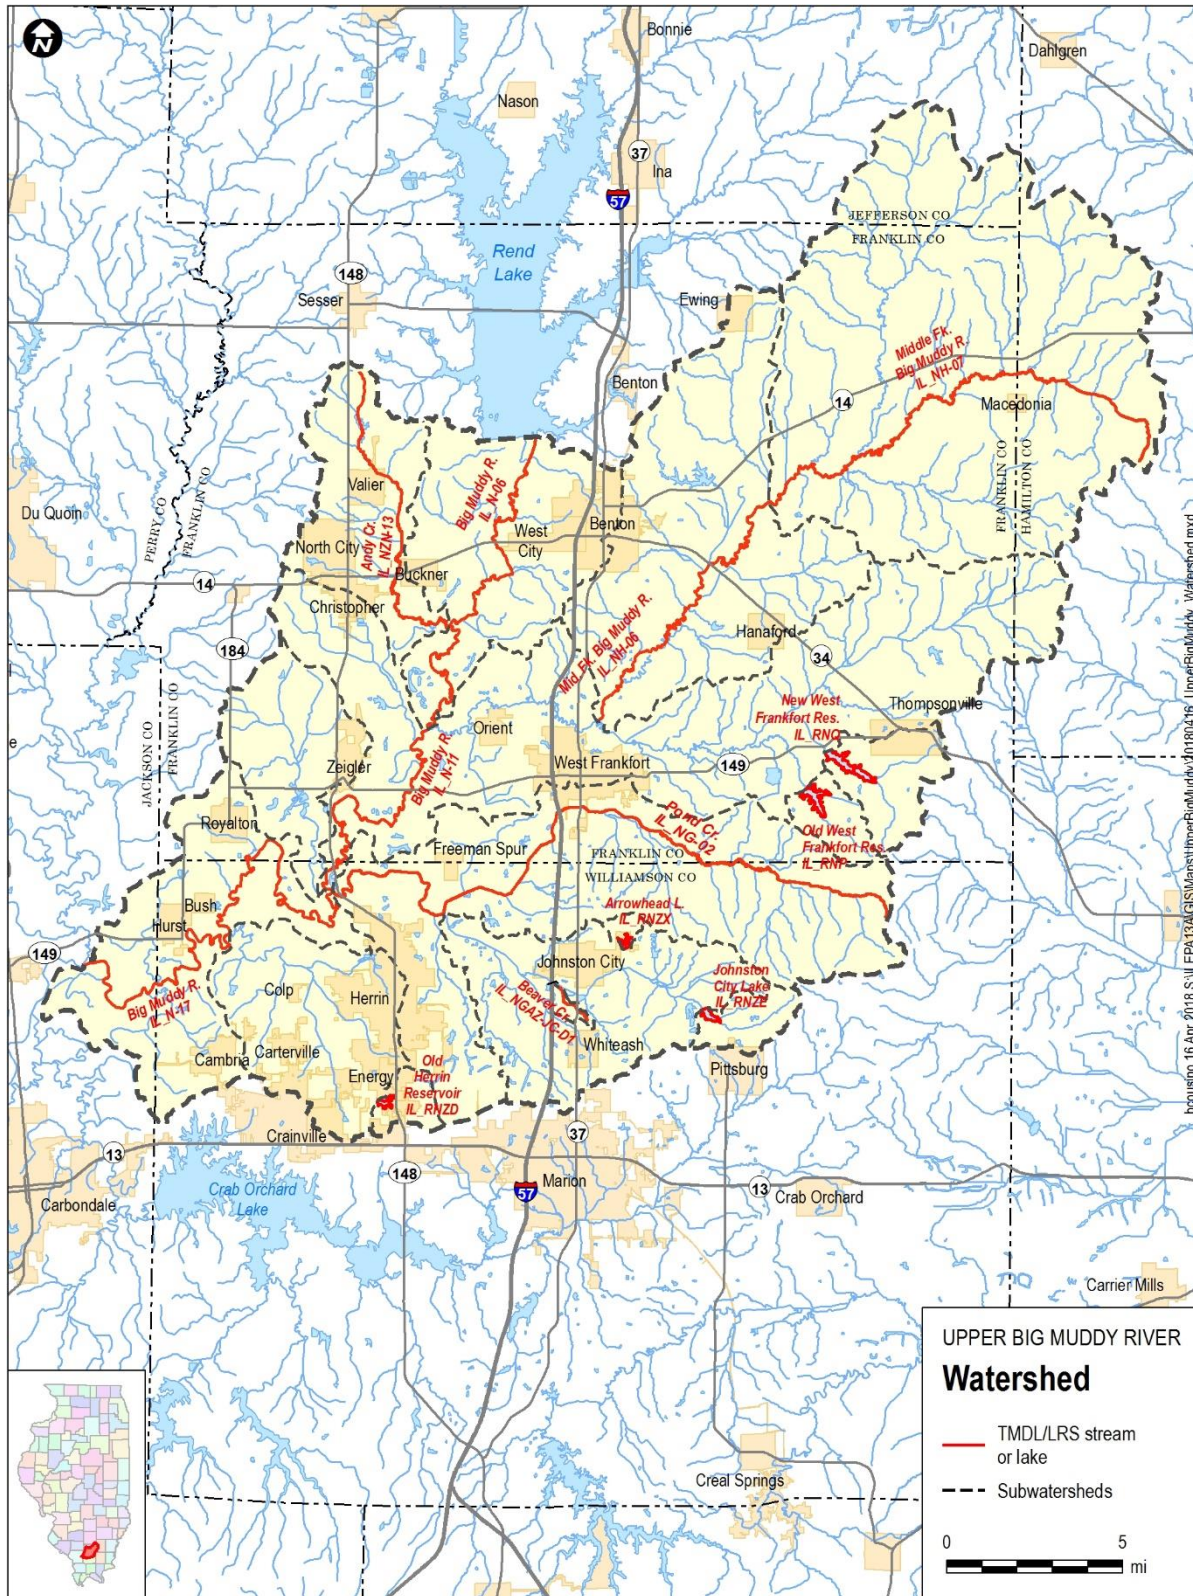 N
Bonnie
Dahlgren
Nason
37
Ina
57
JEFFERSON CO
FRANKLIN CO
Rend
Lake
148
Sesser
Ewing
Middle Fk.
Big Muddy R.
IL_NH-07
Benton
14
Macedonia
PERRY CO
FRANKLIN CO
Du Quoin
Valier
Big Muddy R.
IL_N-06
FRANKLIN CO
HAMILTON CO
West
City
Benton
North City
Andy Cr.
IL_NZN-13
Buckner
14
Christopher
Hanaford
184
Mid. Fk. Big Muddy R.
IL_NH-06
34
New West
Frankfort Res.
IL_RNQ
Thompsonville
JACKSON CO
FRANKLIN CO
Orient
e
Zeigler
Big Muddy R.
IL_N-11
West Frankfort
149
Royalton
Pond Cr.
IL_NG-02
Old West
Frankfort Res.
IL_RNP
Freeman Spur
FRANKLIN CO
WILLIAMSON CO
Bush
Hurst
Arrowhead L.
IL_RNZX
149
Johnston City
Johnston
City Lake
IL_RNZE
Colp
Herrin
Big Muddy R.
IL_N-17
Beaver Cr.
IL_NGAZ-JC-D1
Whiteash
Cambria
Carterville
Energy
Old
Herrin
Reservoir
IL_RNZD
Pittsburg
Crainville
37
13
148
Marion
57
13
Crab Orchard
Carbondale
Crab Orchard
Lake
Carrier Mills
Creal Springs
UPPER BIG MUDDY RIVER
Watershed
TMDL/LRS stream
or lake
Subwatersheds
0 5
mi